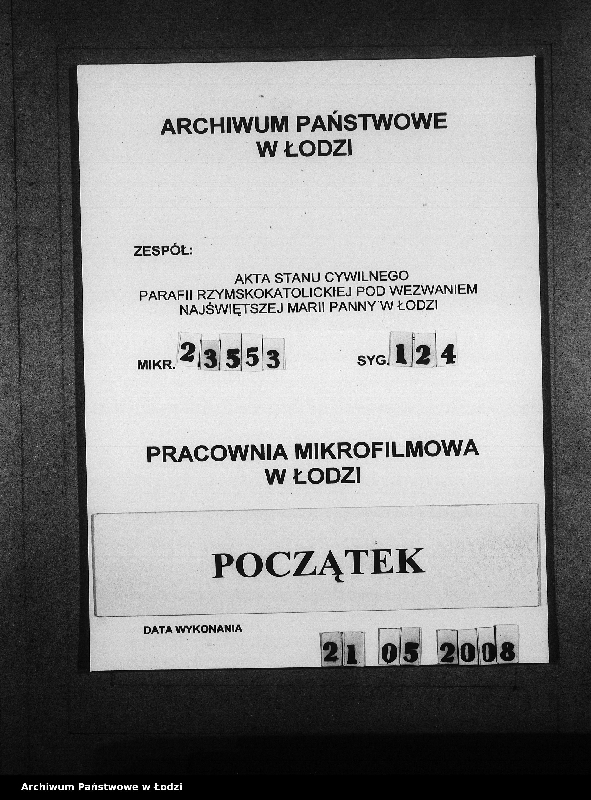 ARCHIWUM PAŃSTWOWE
W ŁODZI
ZESPÓŁ:
AKTA STANU CYWILNEGO
PARAFII RZYMSKOKATOLICKIEJ POD WEZWANIEM
NAJŚWIĘTSZEJ MARII PANNY W ŁODZI
MIKR. 23553 SYG. 124
PRACOWNIA MIKROFILMOWA
W ŁODZI
POCZĄTEK
DATA WYKONANIA
21 05 2008
Archiwum Państwowe w Łodzi